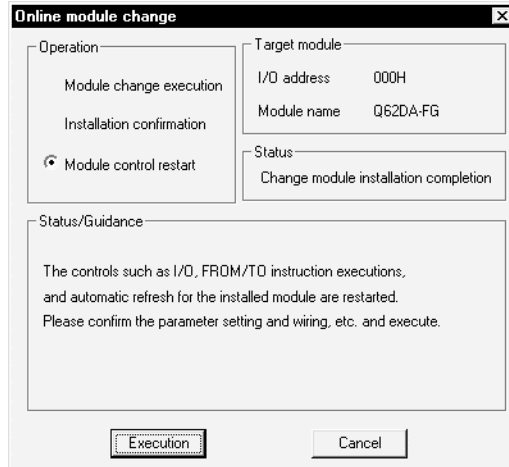 Online module change
Operation
Module change execution
Installation confirmation
Module control restart
Target module
I/O address 000H
Module name Q62DA-FG
Status
Change module installation completion
Status/Guidance
The controls such as I/O, FROM/TO instruction executions,
and automatic refresh for the installed module are restarted.
Please confirm the parameter setting and wiring, etc. and execute.
Execution Cancel